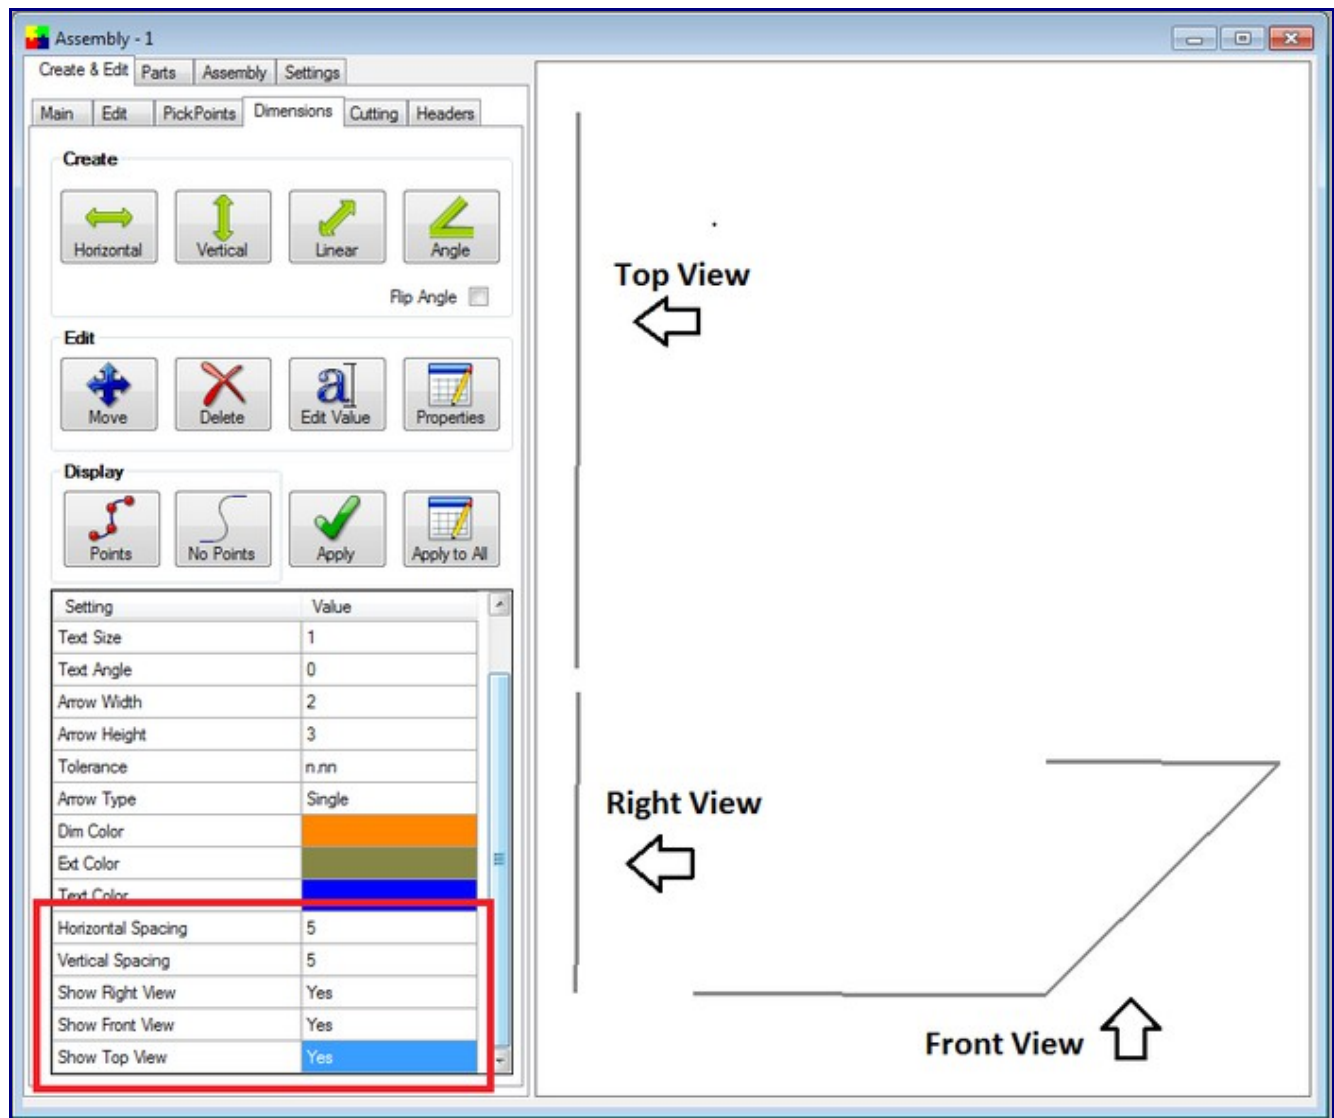 Assembly - 1
Create & Edit Parts Assembly Settings
Main Edit PickPoints Dimensions Cutting Headers
Create
Horizontal Vertical Linear Angle
Flip Angle
Edit
Move Delete Edit Value Properties
Display
Points No Points Apply Apply to All
Setting Value
Text Size 1
Text Angle 0
Arrow Width 2
Arrow Height 3
Tolerance n.nn
Arrow Type Single
Dim Color
Ext Color
Text Color
Horizontal Spacing 5
Vertical Spacing 5
Show Right View Yes
Show Front View Yes
Show Top View Yes
Top View
Right View
Front View